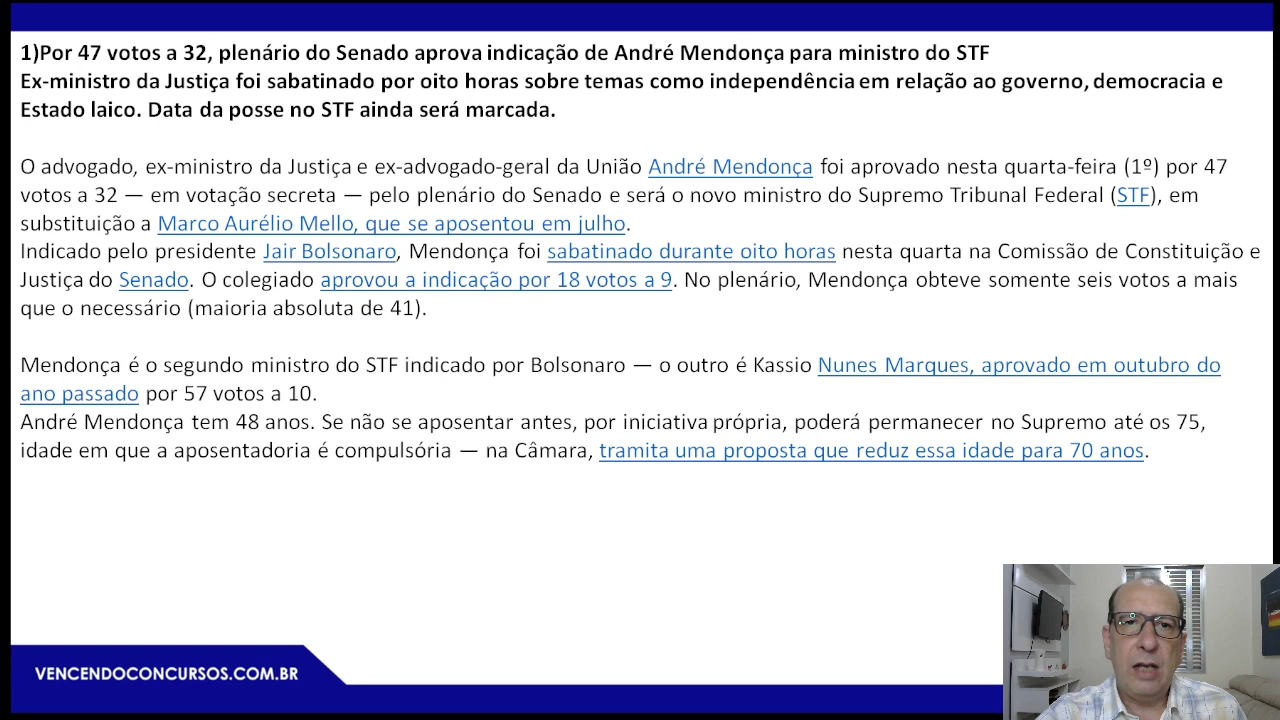 1)Por 47 votos a 32, plenário do Senado aprova indicação de André Mendonça para ministro do STF
Ex-ministro da Justiça foi sabatinado por oito horas sobre temas como independência em relação ao governo, democracia e
Estado laico. Data da posse no STF ainda será marcada.
O advogado, ex-ministro da Justiça e ex-advogado-geral da União André Mendonça foi aprovado nesta quarta-feira (1º) por 47
votos a 32 — em votação secreta — pelo plenário do Senado e será o novo ministro do Supremo Tribunal Federal (STF), em
substituição a Marco Aurélio Mello, que se aposentou em julho.
Indicado pelo presidente Jair Bolsonaro, Mendonça foi sabatinado durante oito horas nesta quarta na Comissão de Constituição e
Justiça do Senado. O colegiado aprovou a indicação por 18 votos a 9. No plenário, Mendonça obteve somente seis votos a mais
que o necessário (maioria absoluta de 41).
Mendonça é o segundo ministro do STF indicado por Bolsonaro — o outro é Kassio Nunes Marques, aprovado em outubro do
ano passado por 57 votos a 10.
André Mendonça tem 48 anos. Se não se aposentar antes, por iniciativa própria, poderá permanecer no Supremo até os 75,
idade em que a aposentadoria é compulsória — na Câmara, tramita uma proposta que reduz essa idade para 70 anos.
VENCENDOCONCURSOS.COM.BR